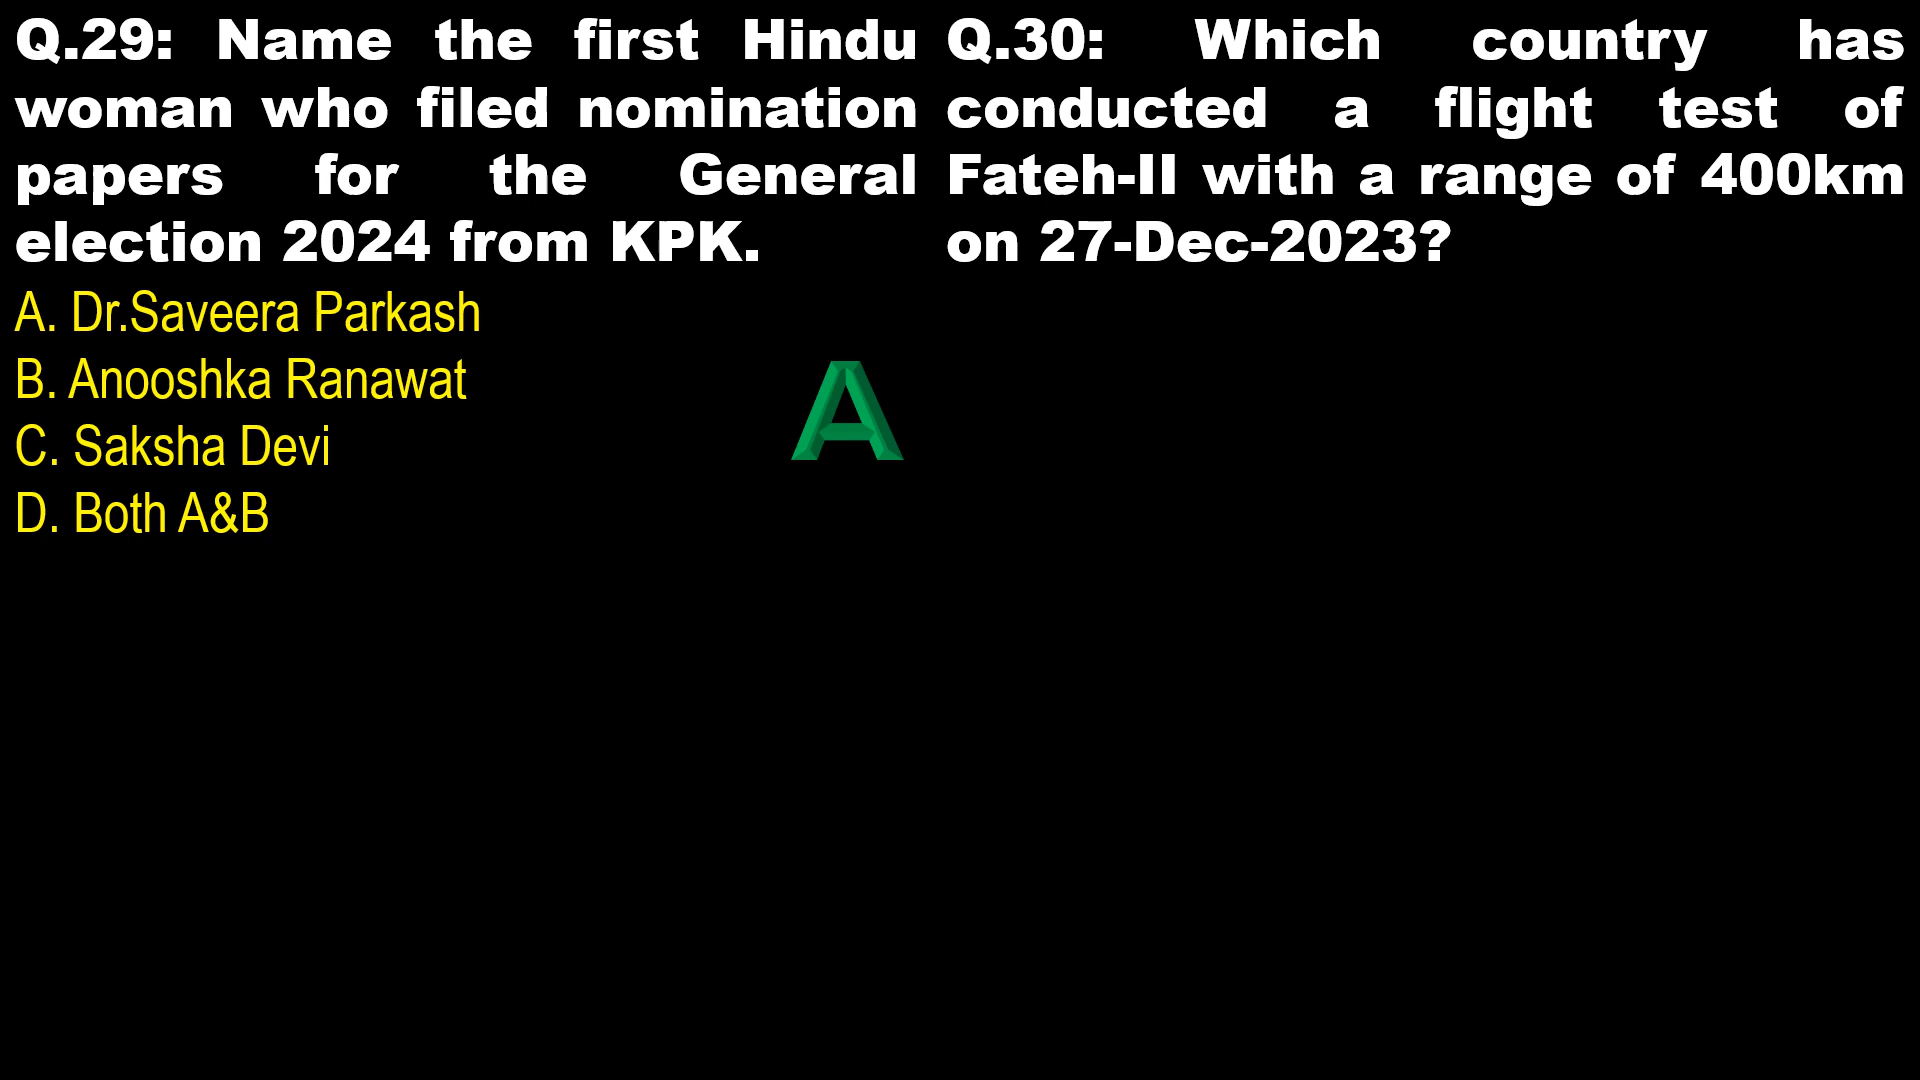 Q.29: Name the first Hindu
woman who filed nomination
papers for the General
election 2024 from KPK.
A. Dr.Saveera Parkash
B. Anooshka Ranawat
C. Saksha Devi
D. Both A&B
A
Q.30: Which country has
conducted a flight test of
Fateh-II with a range of 400km
on 27-Dec-2023?